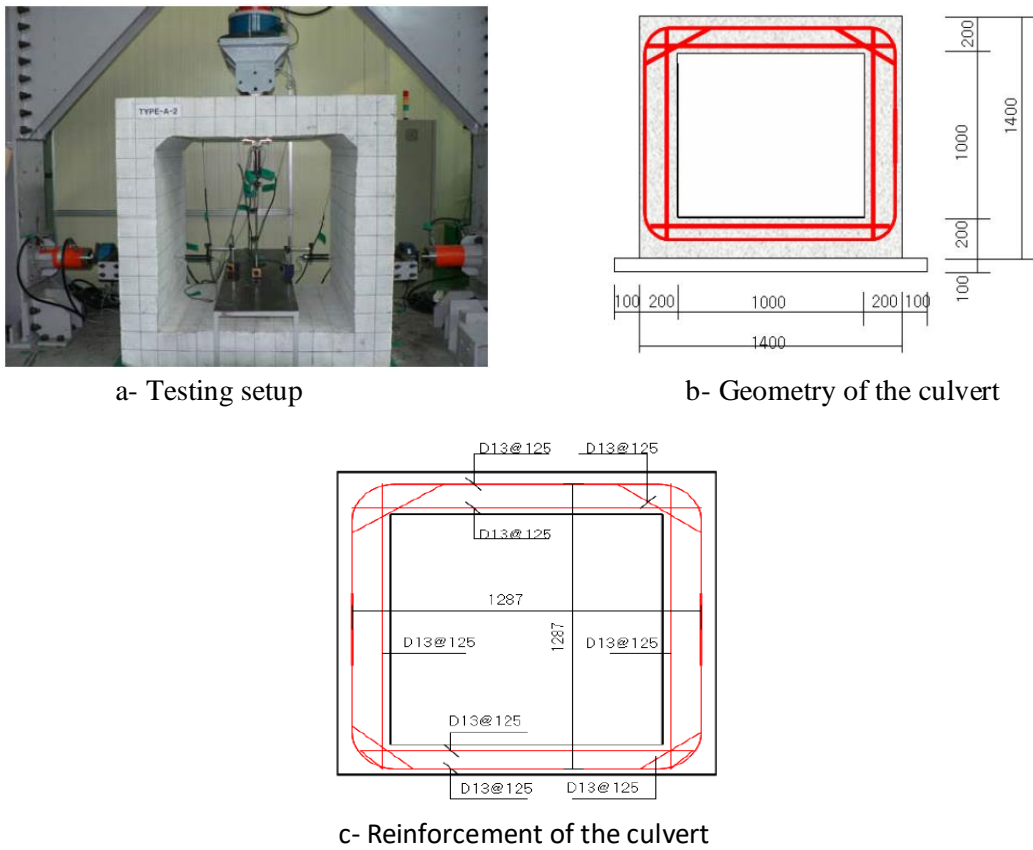 TYPE-A-2
a- Testing setup
200
1000
1400
200
100
100 200 1000 200 100
1400
b- Geometry of the culvert
D13@125 D13@125
D13@125
1287
1287
D13@125 D13@125
D13@125
D13@125 D13@125
c- Reinforcement of the culvert